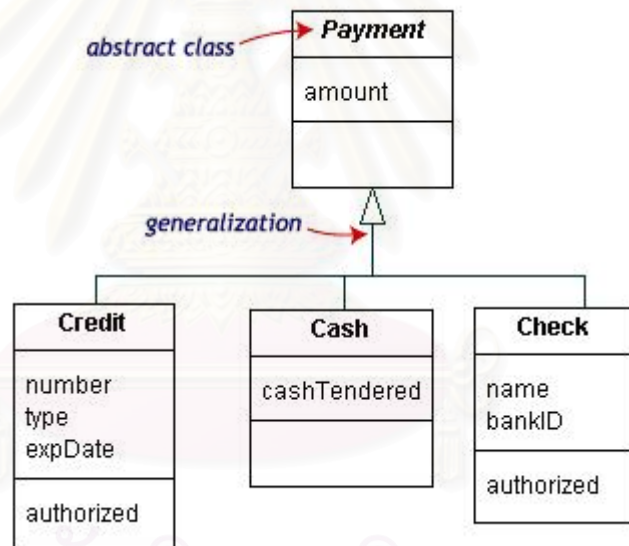 Payment
abstract class
amount
generalization
Credit
number
type
expDate
authorized
Cash
cashTendered
Check
name
bankID
authorized